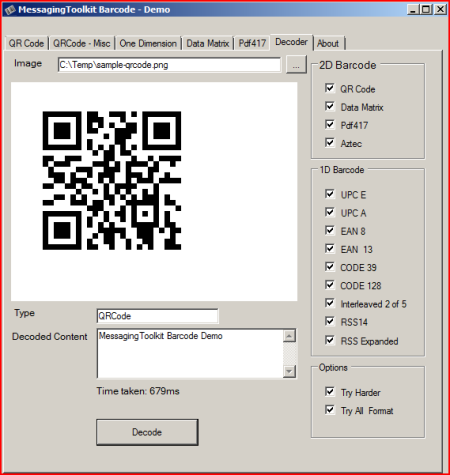 MessagingToolkit Barcode - Demo
QR Code QRCode - Misc One Dimension Data Matrix Pdf417 Decoder About
Image C:\Temp\sample-qrcode.png ...
2D Barcode
QR Code
Data Matrix
Pdf417
Aztec
1D Barcode
UPC E
UPC A
EAN 8
EAN 13
CODE 39
CODE 128
Interleaved 2 of 5
RSS14
RSS Expanded
Type QRCode
Decoded Content MessagingToolkit Barcode Demo
Time taken: 679ms
Options
Try Harder
Try All Format
Decode